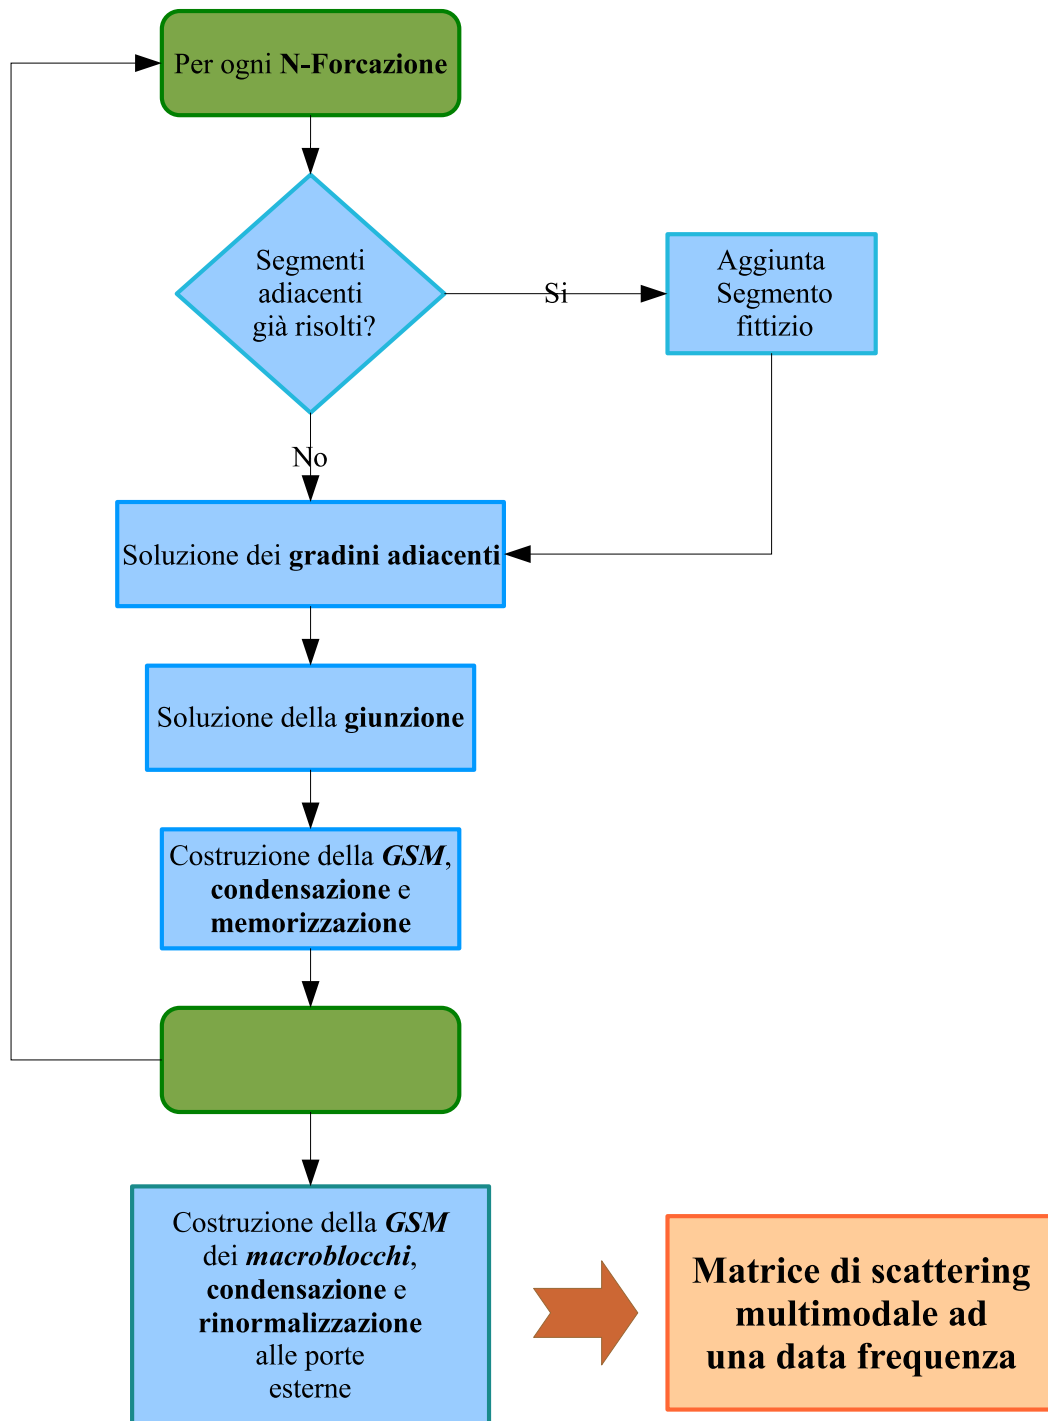 Per ogni N-Forcazione
Segmenti
adiacenti
già risolti?
Si
Aggiunta
Segmento
fittizio
No
Soluzione dei gradini adiacenti
Soluzione della giunzione
Costruzione della GSM,
condensazione e
memorizzazione
Costruzione della GSM
dei macroblocchi,
condensazione e
rinormalizzazione
alle porte
esterne
Matrice di scattering
multimodale ad
una data frequenza